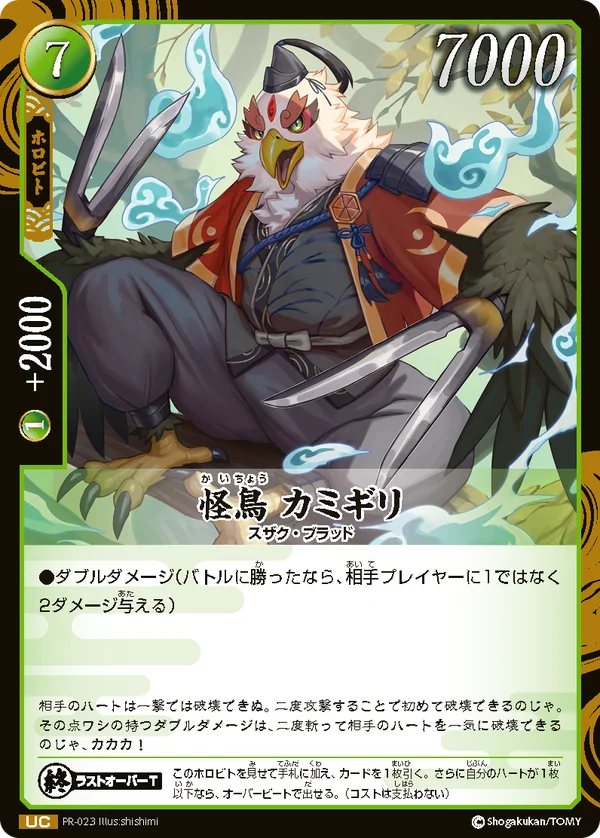 7
7000
ホロビト
+2000
1
かいちょう
怪鳥 カミギリ
スザク・ブラッド
●ダブルダメージ(バトルに勝ったなら、相手プレイヤーに1ではなく
2ダメージ与える)
相手のハートは一撃では破壊できぬ。二度攻撃することで初めて破壊できるのじゃ。
その点ワシの持つダブルダメージは、二度斬って相手のハートを一気に破壊できる
のじゃ、カカカ!
終 ラストオーバーT
このホロビトを見せて手札に加え、カードを1枚引く。さらに自分のハートが1枚
以下なら、オーバービートで出せる。(コストは支払わない)
UC PR-023 Illus:shishimi
©Shogakukan/TOMY